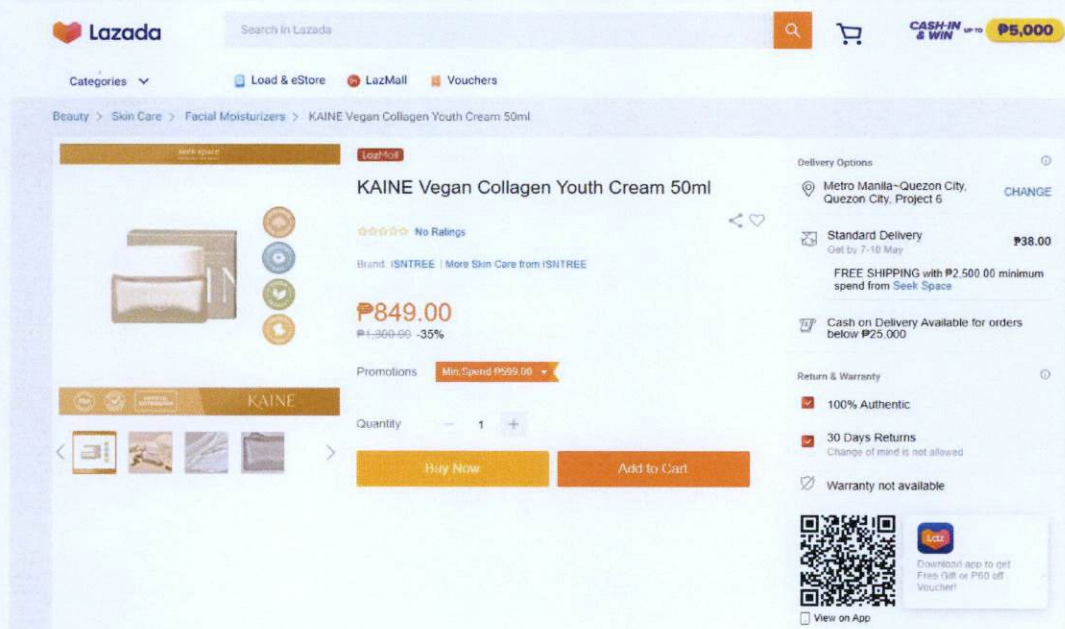 Lazada
Search in Lazada
CASH-IN & WIN UP TO ₱5,000
Categories
Load & eStore
LazMall
Vouchers
Beauty > Skin Care > Facial Moisturizers > KAINE Vegan Collagen Youth Cream 50ml
seek space
LazMall
KAINE Vegan Collagen Youth Cream 50ml
No Ratings
Brand: ISNTREE | More Skin Care from ISNTREE
₱849.00
₱1,300.00 -35%
Promotions
Min.Spend ₱599.00
Quantity
1
Buy Now
Add to Cart
KAINE
Delivery Options
Metro Manila~Quezon City,
Quezon City, Project 6
CHANGE
Standard Delivery
₱38.00
Get by 7-10 May
FREE SHIPPING with ₱2,500.00 minimum
spend from Seek Space
Cash on Delivery Available for orders
below ₱25,000
Return & Warranty
100% Authentic
30 Days Returns
Change of mind is not allowed
Warranty not available
Laz
Download app to get
Free Gift or P60 off
Voucher!
View on App